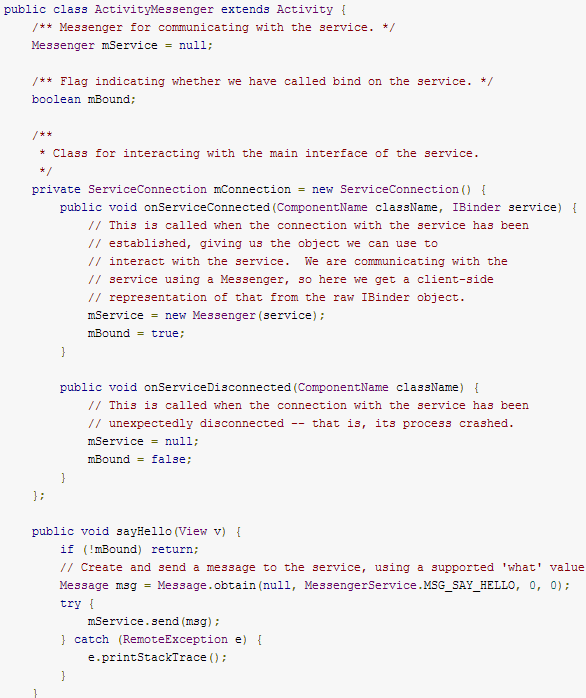 public class ActivityMessenger extends Activity {
    /** Messenger for communicating with the service. */
    Messenger mService = null;

    /** Flag indicating whether we have called bind on the service. */
    boolean mBound;

    /**
     * Class for interacting with the main interface of the service.
     */
    private ServiceConnection mConnection = new ServiceConnection() {
        public void onServiceConnected(ComponentName className, IBinder service) {
            // This is called when the connection with the service has been
            // established, giving us the object we can use to
            // interact with the service.  We are communicating with the
            // service using a Messenger, so here we get a client-side
            // representation of that from the raw IBinder object.
            mService = new Messenger(service);
            mBound = true;
        }

        public void onServiceDisconnected(ComponentName className) {
            // This is called when the connection with the service has been
            // unexpectedly disconnected -- that is, its process crashed.
            mService = null;
            mBound = false;
        }
    };

    public void sayHello(View v) {
        if (!mBound) return;
        // Create and send a message to the service, using a supported 'what' value
        Message msg = Message.obtain(null, MessengerService.MSG_SAY_HELLO, 0, 0);
        try {
            mService.send(msg);
        } catch (RemoteException e) {
            e.printStackTrace();
        }
    }